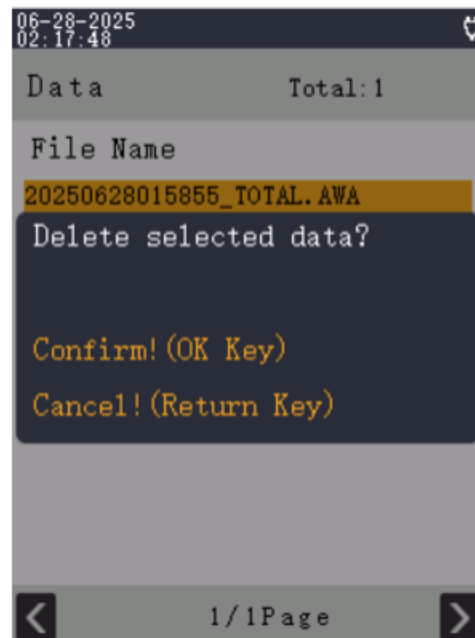 06-28-2025
02:17:48
Data Total:1
File Name
20250628015855_TOTAL.AWA
Delete selected data?
Confirm!(OK Key)
Cancel!(Return Key)
1/1Page